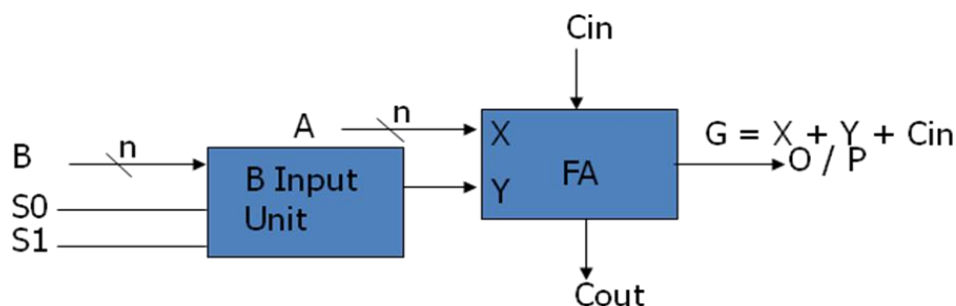 Cin
A n
B n
S0
S1
B Input
Unit
X
Y
FA
G = X + Y + Cin
O / P
Cout